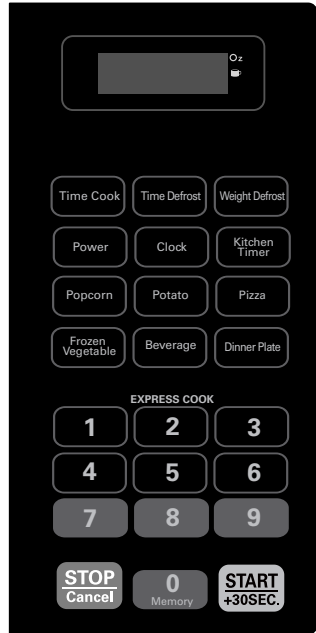 Oz
Time Cook Time Defrost Weight Defrost
Power Clock Kitchen
Timer
Popcorn Potato Pizza
Frozen
Vegetable Beverage Dinner Plate
EXPRESS COOK
1 2 3
4 5 6
7 8 9
STOP 0 START
Cancel Memory +30SEC.